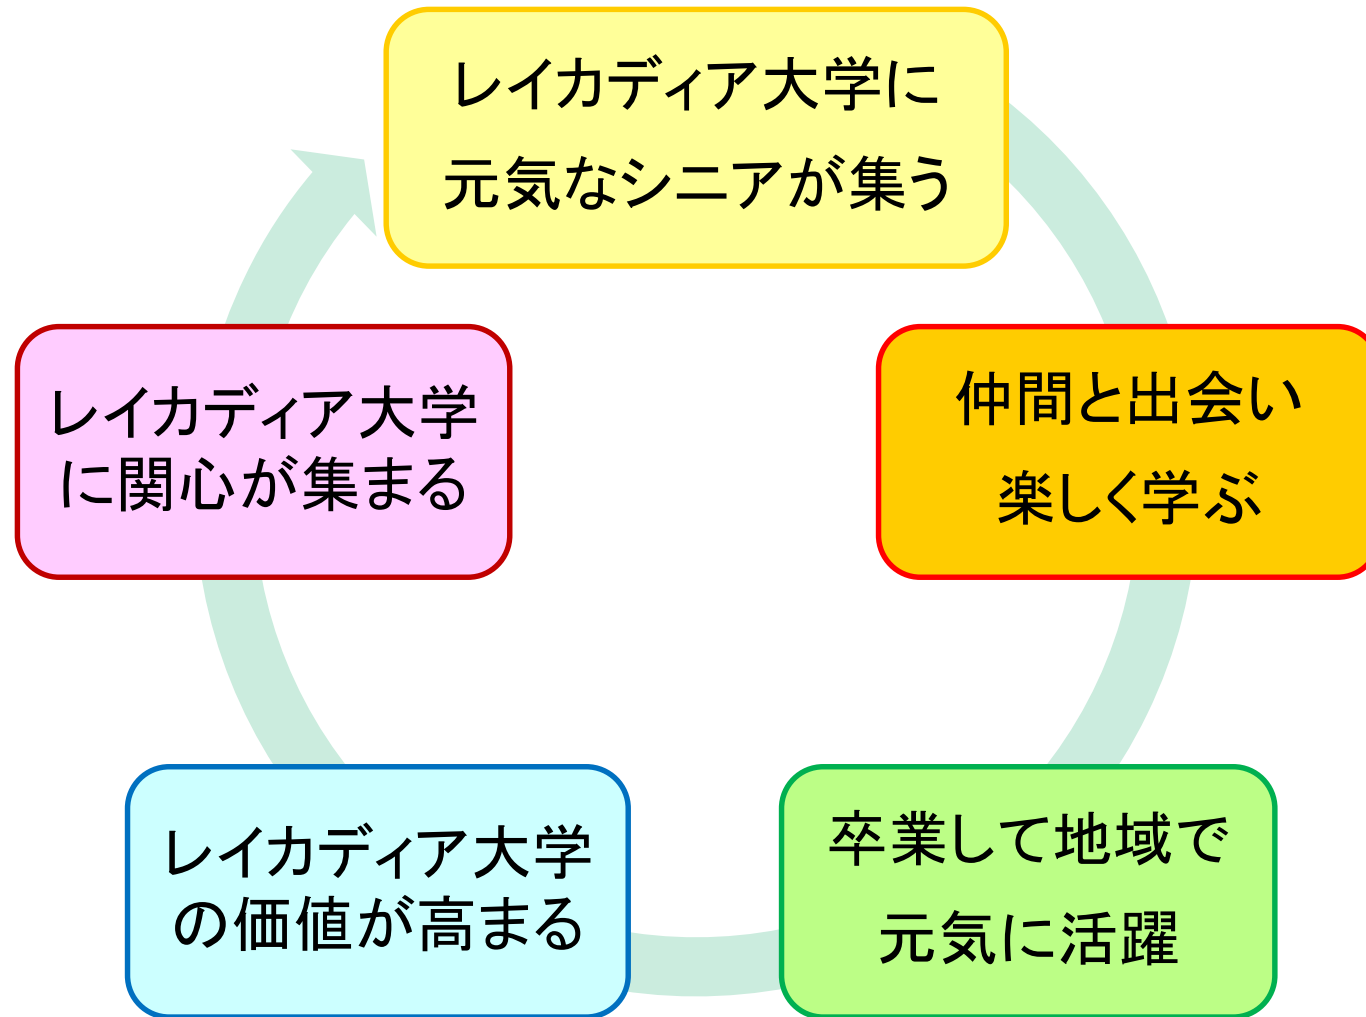 レイカディア大学に
元気なシニアが集う
仲間と出会い
楽しく学ぶ
卒業して地域で
元気に活躍
レイカディア大学
の価値が高まる
レイカディア大学
に関心が集まる